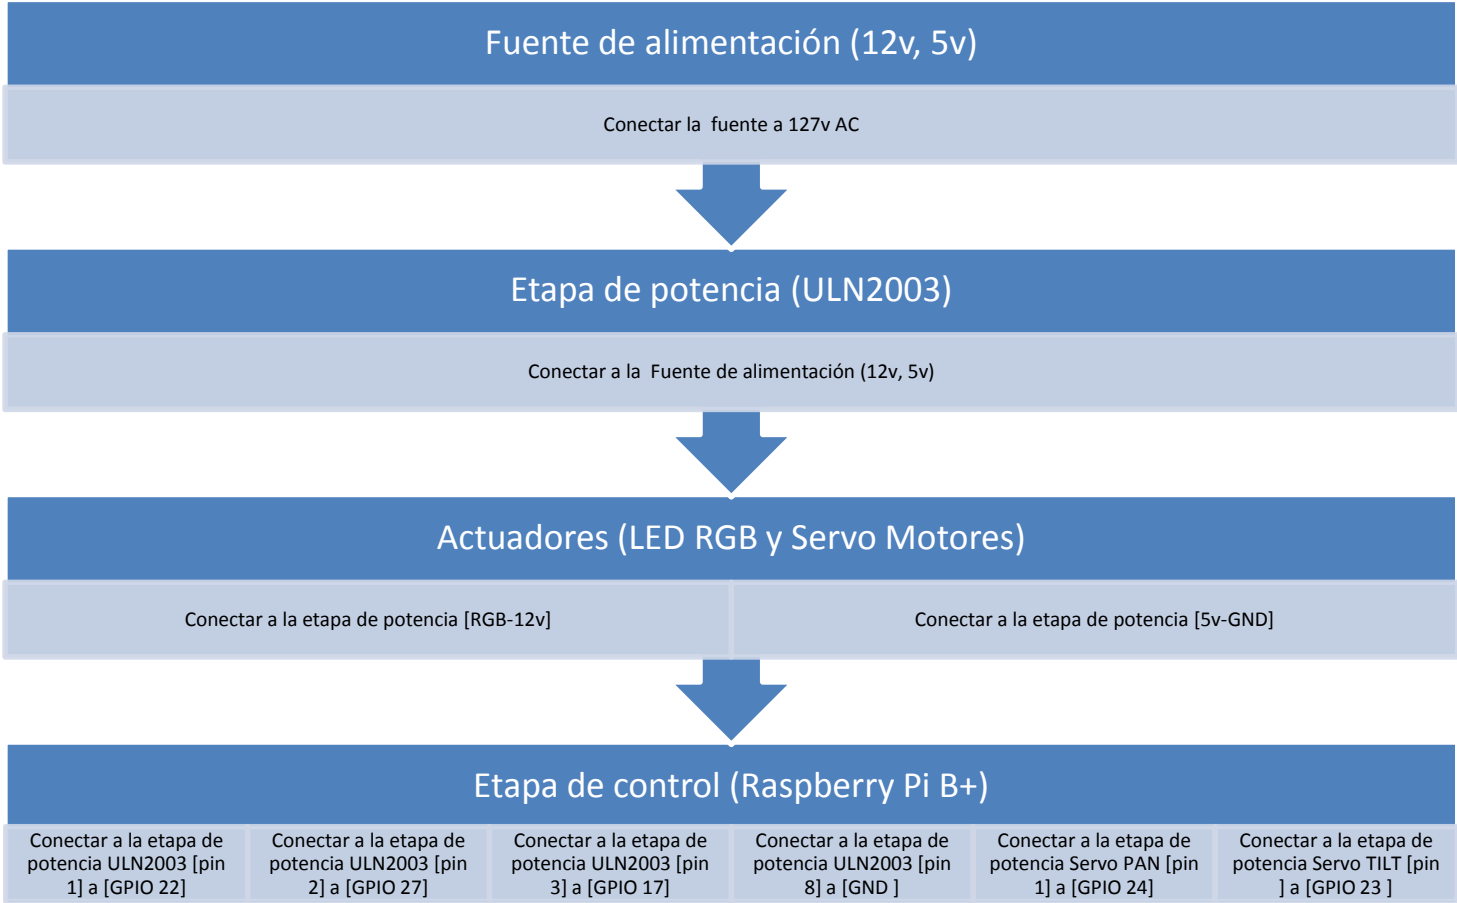 Fuente de alimentación (12v, 5v)
Conectar la  fuente a 127v AC
Etapa de potencia (ULN2003)
Conectar a la  Fuente de alimentación (12v, 5v)
Actuadores (LED RGB y Servo Motores)
Conectar a la etapa de potencia [RGB-12v]
Conectar a la etapa de potencia [5v-GND]
Etapa de control (Raspberry Pi B+)
Conectar a la etapa de
potencia ULN2003 [pin
1] a [GPIO 22]
Conectar a la etapa de
potencia ULN2003 [pin
2] a [GPIO 27]
Conectar a la etapa de
potencia ULN2003 [pin
3] a [GPIO 17]
Conectar a la etapa de
potencia ULN2003 [pin
8] a [GND ]
Conectar a la etapa de
potencia Servo PAN [pin
1] a [GPIO 24]
Conectar a la etapa de
potencia Servo TILT [pin
] a [GPIO 23 ]